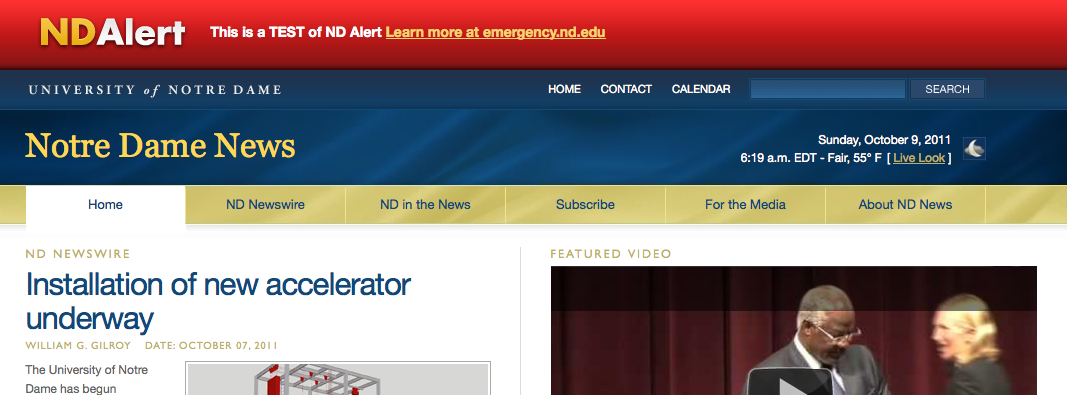 NDAlert This is a TEST of ND Alert Learn more at emergency.nd.edu
UNIVERSITY of NOTRE DAME HOME CONTACT CALENDAR SEARCH
Notre Dame News
Sunday, October 9, 2011
6:19 a.m. EDT - Fair, 55° F [ Live Look ]
Home ND Newswire ND in the News Subscribe For the Media About ND News
ND NEWSWIRE
Installation of new accelerator
underway
WILLIAM G. GILROY DATE: OCTOBER 07, 2011
The University of Notre
Dame has begun
FEATURED VIDEO